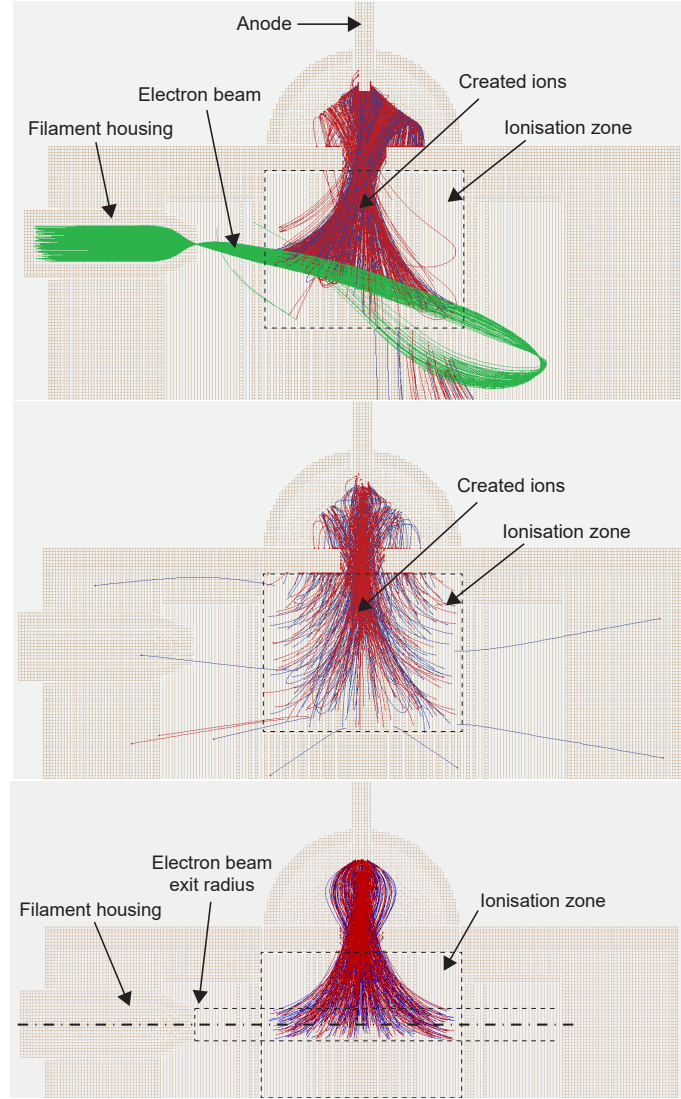 Anode
Created ions
Electron beam
Ionisation zone
Filament housing
Created ions
Ionisation zone
Electron beam
exit radius
Ionisation zone
Filament housing